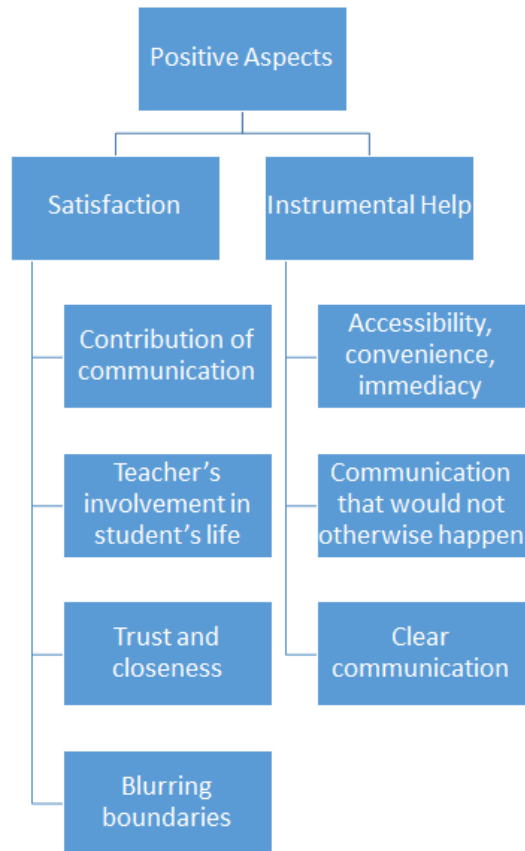 Positive Aspects
Satisfaction
Instrumental Help
Contribution of
communication
Teacher’s
involvement in
student’s life
Trust and
closeness
Blurring
boundaries
Accessibility,
convenience,
immediacy
Communication
that would not
otherwise happen
Clear
communication